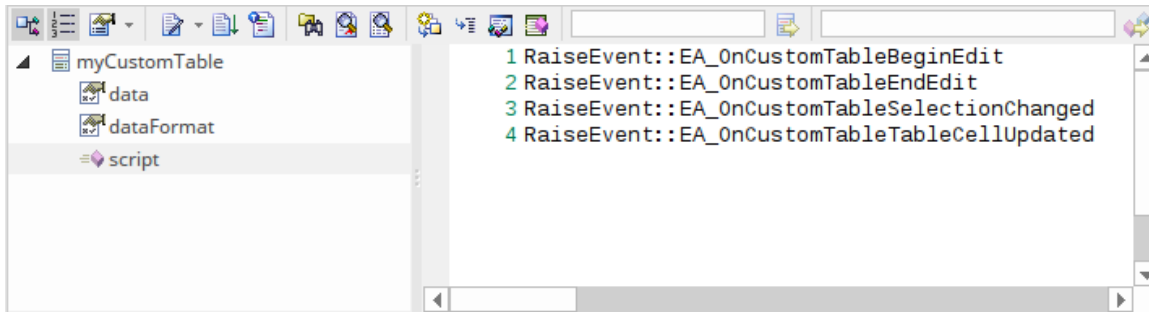 myCustomTable
data
dataFormat
script
1 RaiseEvent::EA_OnCustomTableBeginEdit
2 RaiseEvent::EA_OnCustomTableEndEdit
3 RaiseEvent::EA_OnCustomTableSelectionChanged
4 RaiseEvent::EA_OnCustomTableTableCellUpdated